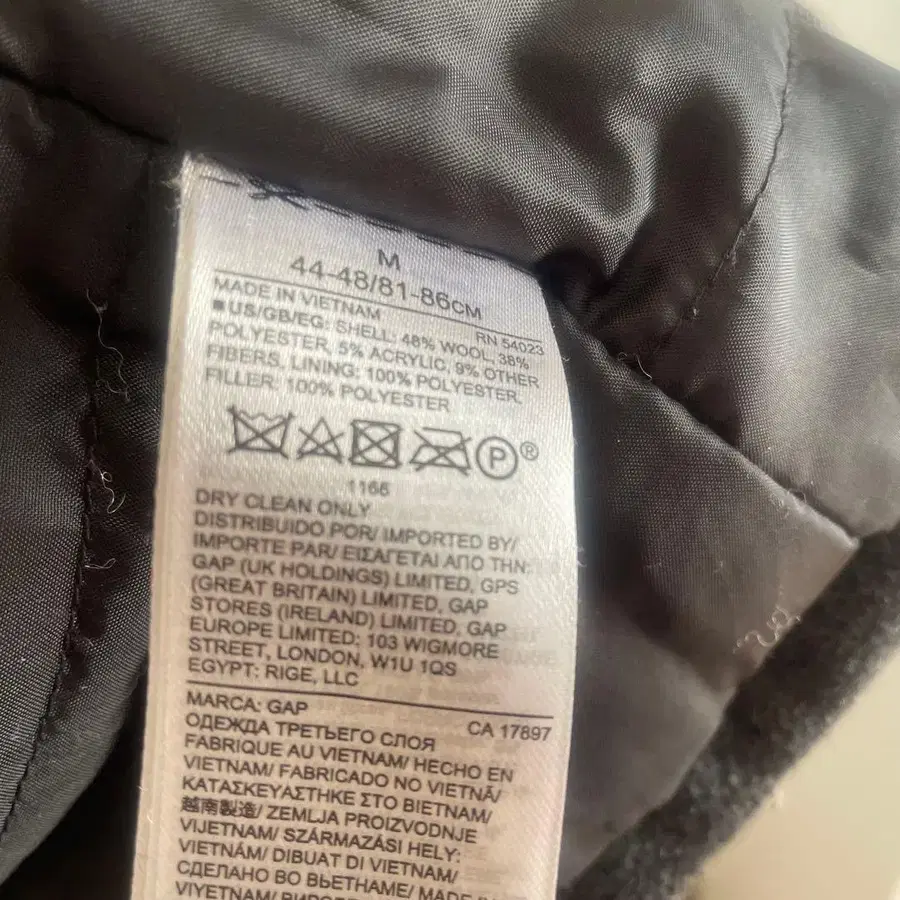 M
44-48/81-86CM
MADE IN VIETNAM
RN 54023
■US/GB/EG: SHELL: 48% WOOL, 38%
POLYESTER, 5% ACRYLIC, 9% OTHER
FIBERS. LINING: 100% POLYESTER.
FILLER: 100% POLYESTER
P®
1166
DRY CLEAN ONLY
DISTRIBUIDO POR/ IMPORTED BY/
IMPORTE PAR/ ΕΙΣΑΓΕΤΑΙ ΑΠΟ ΤΗΝ:
GAP (UK HOLDINGS) LIMITED, GPS
(GREAT BRITAIN) LIMITED, GAP
STORES (IRELAND) LIMITED, GAP
EUROPE LIMITED: 103 WIGMORE
STREET, LONDON, W1U 1QS
EGYPT: RIGE, LLC
MARCA: GAP
CA 17897
ОДЕЖДА ТРЕТЬЕГО СЛОЯ
FABRIQUE AU VIETNAM/ HECHO EN
VIETNAM/ FABRICADO NO VIETNÃ/
ΚΑΤΑΣΚΕΥΑΣΤΗΚΕ ΣΤΟ ΒΙΕΤΝΑΜ/
越南製造/ ZEMLJA PROIZVODNJE
VIJETNAM/ SZÁRMAZÁSI HELY:
VIETNÁM/ DIBUAT DI VIETNAM/
СДЕЛАНО ВО ВЬЕТНАМЕ/ MADE IN
VIYETNAM/